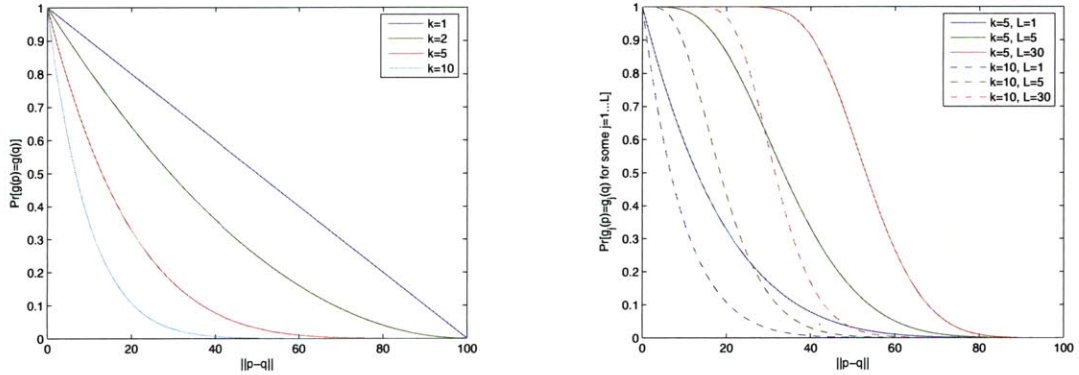 1
0.9
0.8
0.7
0.6
0.5
0.4
0.3
0.2
0.1
0
Pr[g(p)=g(q)]
k=1
k=2
k=5
k=10
0 20 40 60 80 100
||p−q||
1
0.9
0.8
0.7
0.6
0.5
0.4
0.3
0.2
0.1
0
Pr[gj(p)=gj(q) for some j=1...L]
k=5, L=1
k=5, L=5
k=5, L=30
k=10, L=1
k=10, L=5
k=10, L=30
0 20 40 60 80 100
||p−q||